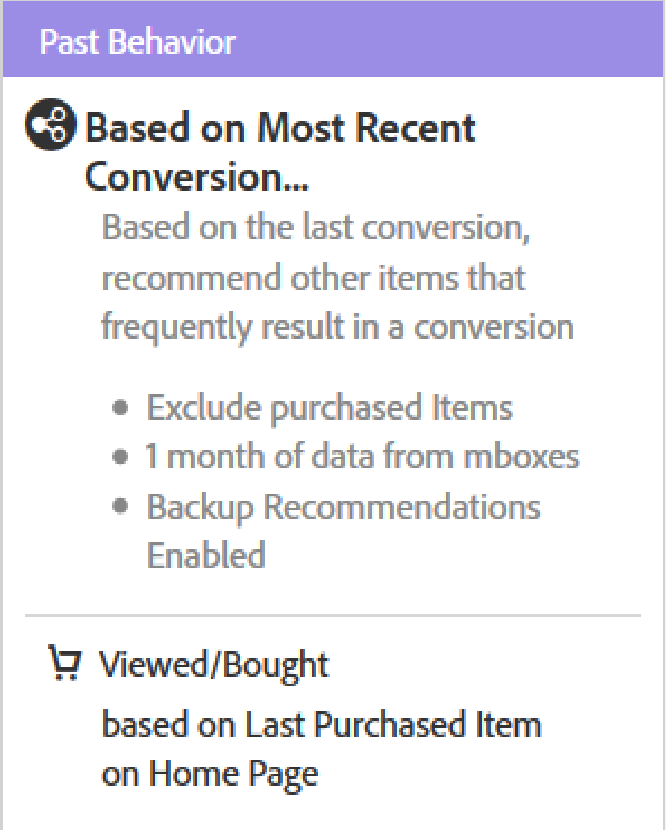 Past Behavior
Based on Most Recent
Conversion...
Based on the last conversion,
recommend other items that
frequently result in a conversion
• Exclude purchased Items
• 1 month of data from mboxes
• Backup Recommendations
Enabled
Viewed/Bought
based on Last Purchased Item
on Home Page